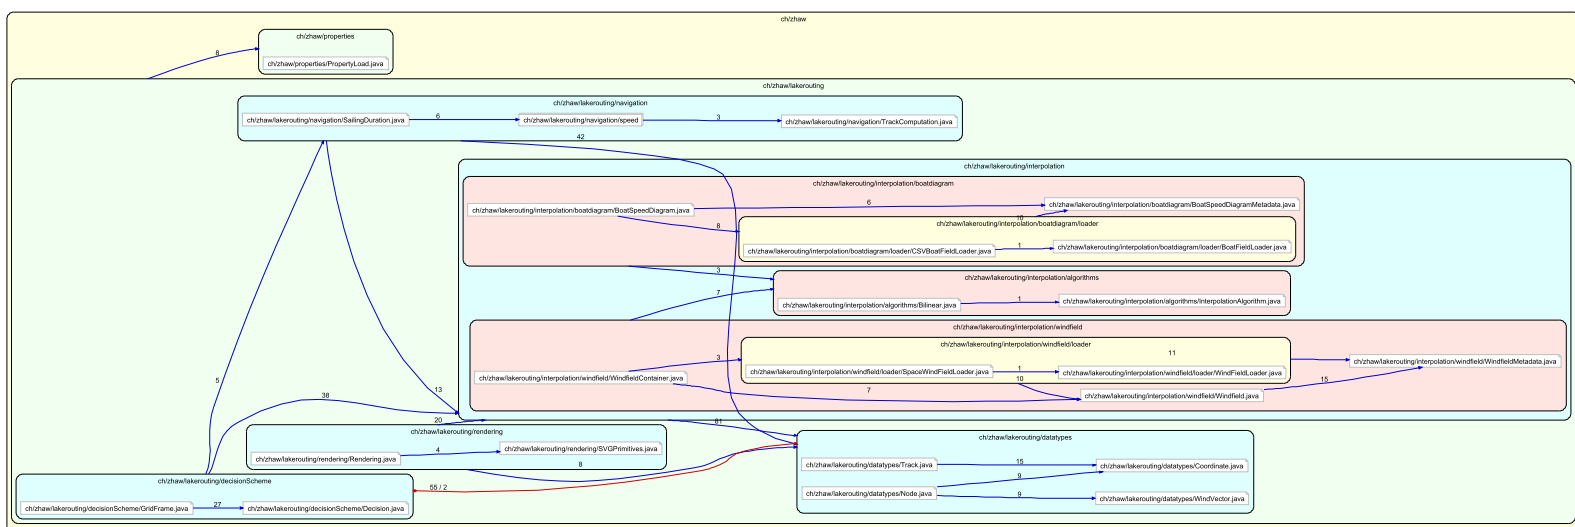 ch/zhaw
ch/zhaw/properties
8
ch/zhaw/properties/PropertyLoad.java
ch/zhaw/lakerouting
ch/zhaw/lakerouting/navigation
ch/zhaw/lakerouting/navigation/SailingDuration.java
6
ch/zhaw/lakerouting/navigation/speed
3
ch/zhaw/lakerouting/navigation/TrackComputation.java
42
ch/zhaw/lakerouting/interpolation
ch/zhaw/lakerouting/interpolation/boatdiagram
ch/zhaw/lakerouting/interpolation/boatdiagram/BoatSpeedDiagram.java
6
ch/zhaw/lakerouting/interpolation/boatdiagram/BoatSpeedDiagramMetadata.java
10
8
ch/zhaw/lakerouting/interpolation/boatdiagram/loader
ch/zhaw/lakerouting/interpolation/boatdiagram/loader/CSVBoatFieldLoader.java
1
ch/zhaw/lakerouting/interpolation/boatdiagram/loader/BoatFieldLoader.java
3
ch/zhaw/lakerouting/interpolation/algorithms
7
ch/zhaw/lakerouting/interpolation/algorithms/Bilinear.java
1
ch/zhaw/lakerouting/interpolation/algorithms/InterpolationAlgorithm.java
ch/zhaw/lakerouting/interpolation/windfield
ch/zhaw/lakerouting/interpolation/windfield/loader
3
11
ch/zhaw/lakerouting/interpolation/windfield/WindfieldMetadata.java
ch/zhaw/lakerouting/interpolation/windfield/WindfieldContainer.java
ch/zhaw/lakerouting/interpolation/windfield/loader/SpaceWindFieldLoader.java
1
ch/zhaw/lakerouting/interpolation/windfield/loader/WindFieldLoader.java
10
15
7
ch/zhaw/lakerouting/interpolation/windfield/Windfield.java
5
13
38
20
61
ch/zhaw/lakerouting/rendering
ch/zhaw/lakerouting/rendering/Rendering.java
4
ch/zhaw/lakerouting/rendering/SVGPrimitives.java
8
ch/zhaw/lakerouting/datatypes
ch/zhaw/lakerouting/datatypes/Track.java
15
ch/zhaw/lakerouting/datatypes/Coordinate.java
9
ch/zhaw/lakerouting/datatypes/Node.java
9
ch/zhaw/lakerouting/datatypes/WindVector.java
ch/zhaw/lakerouting/decisionScheme
55 / 2
ch/zhaw/lakerouting/decisionScheme/GridFrame.java
27
ch/zhaw/lakerouting/decisionScheme/Decision.java